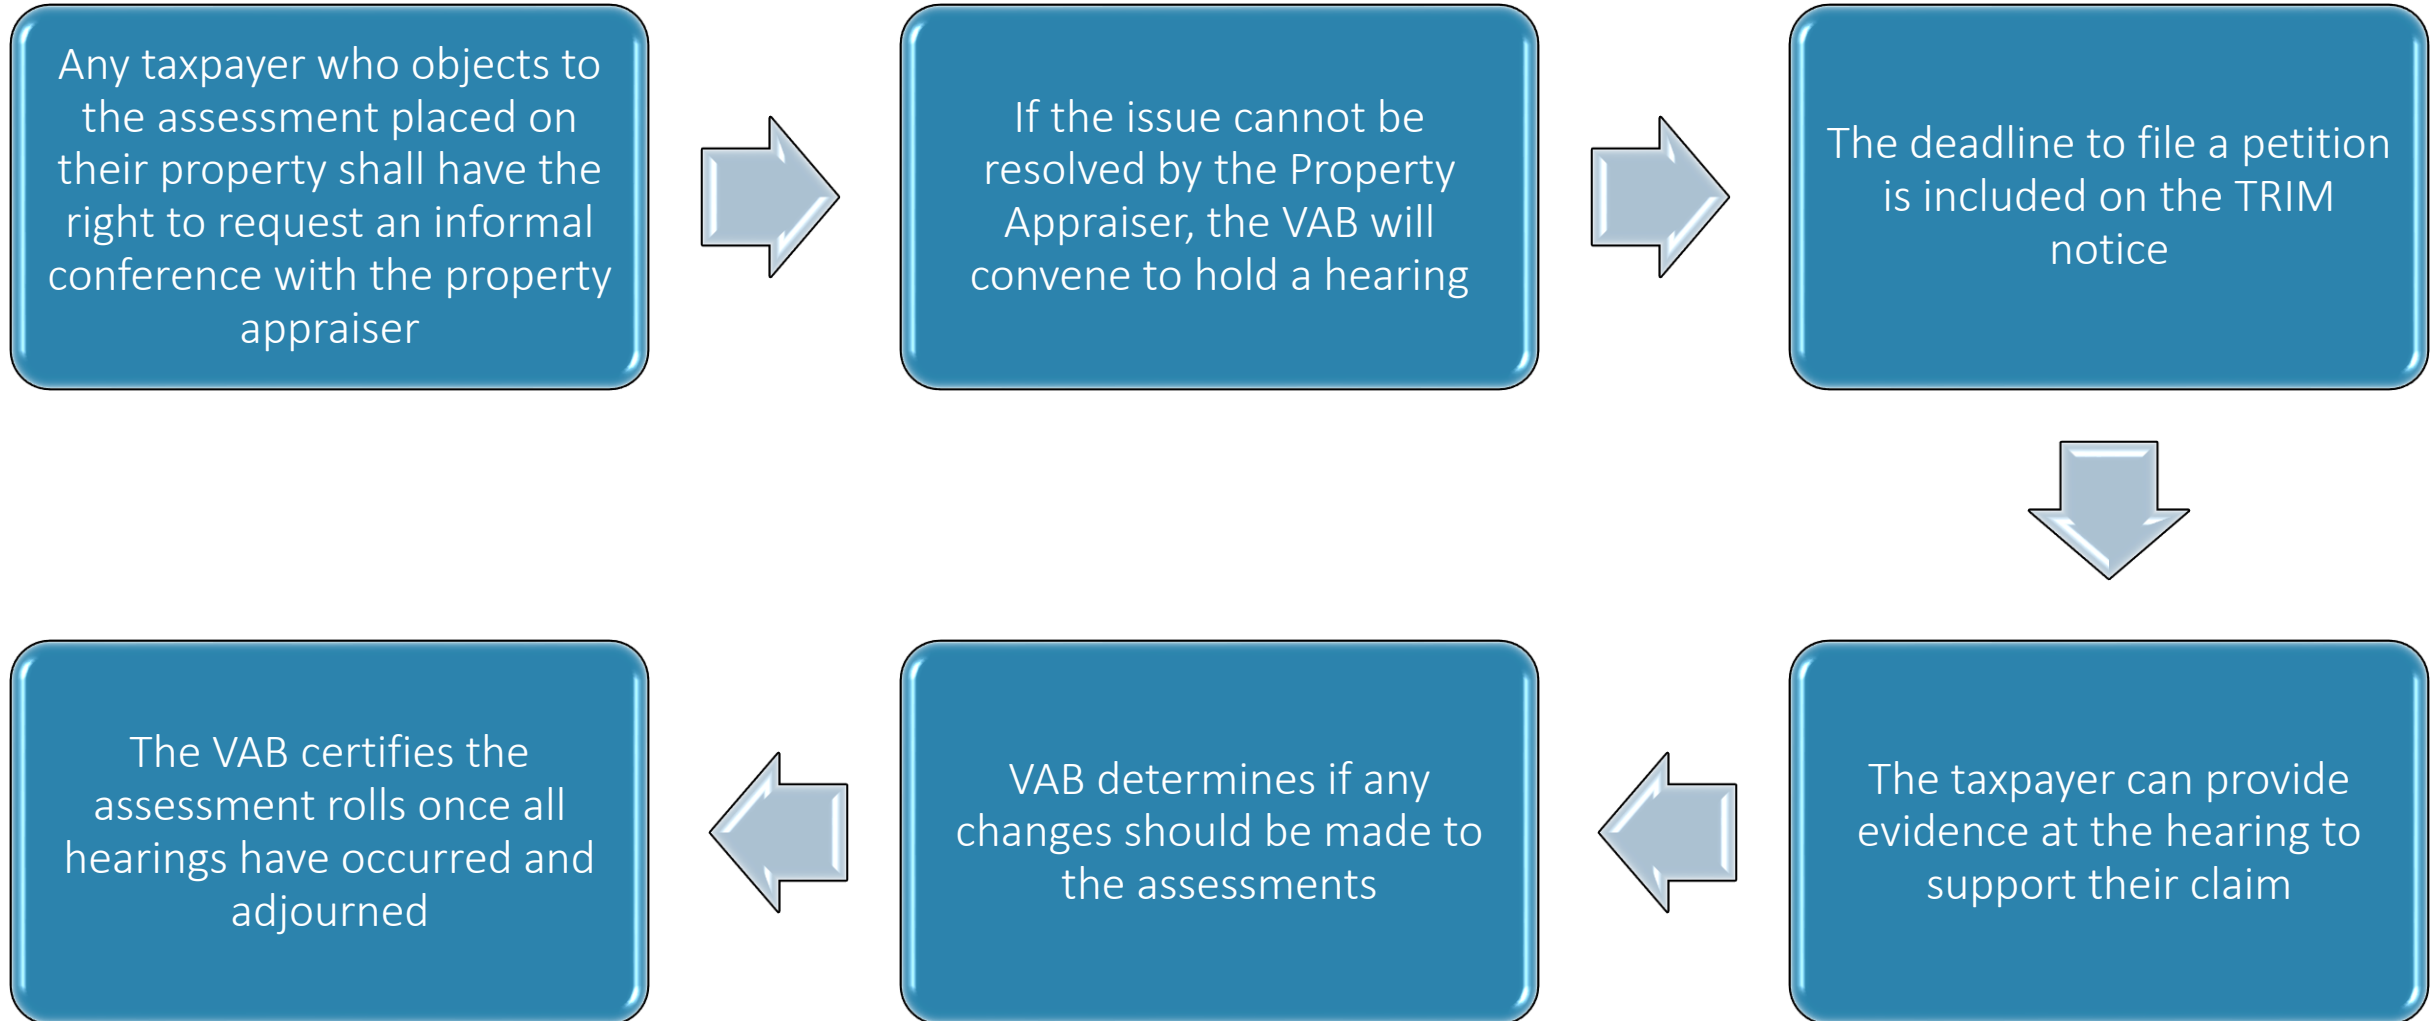 Any taxpayer who objects to
the assessment placed on
their property shall have the
right to request an informal
conference with the property
appraiser
If the issue cannot be
resolved by the Property
Appraiser, the VAB will
convene to hold a hearing
The deadline to file a petition
is included on the TRIM
notice
The taxpayer can provide
evidence at the hearing to
support their claim
VAB determines if any
changes should be made to
the assessments
The VAB certifies the
assessment rolls once all
hearings have occurred and
adjourned